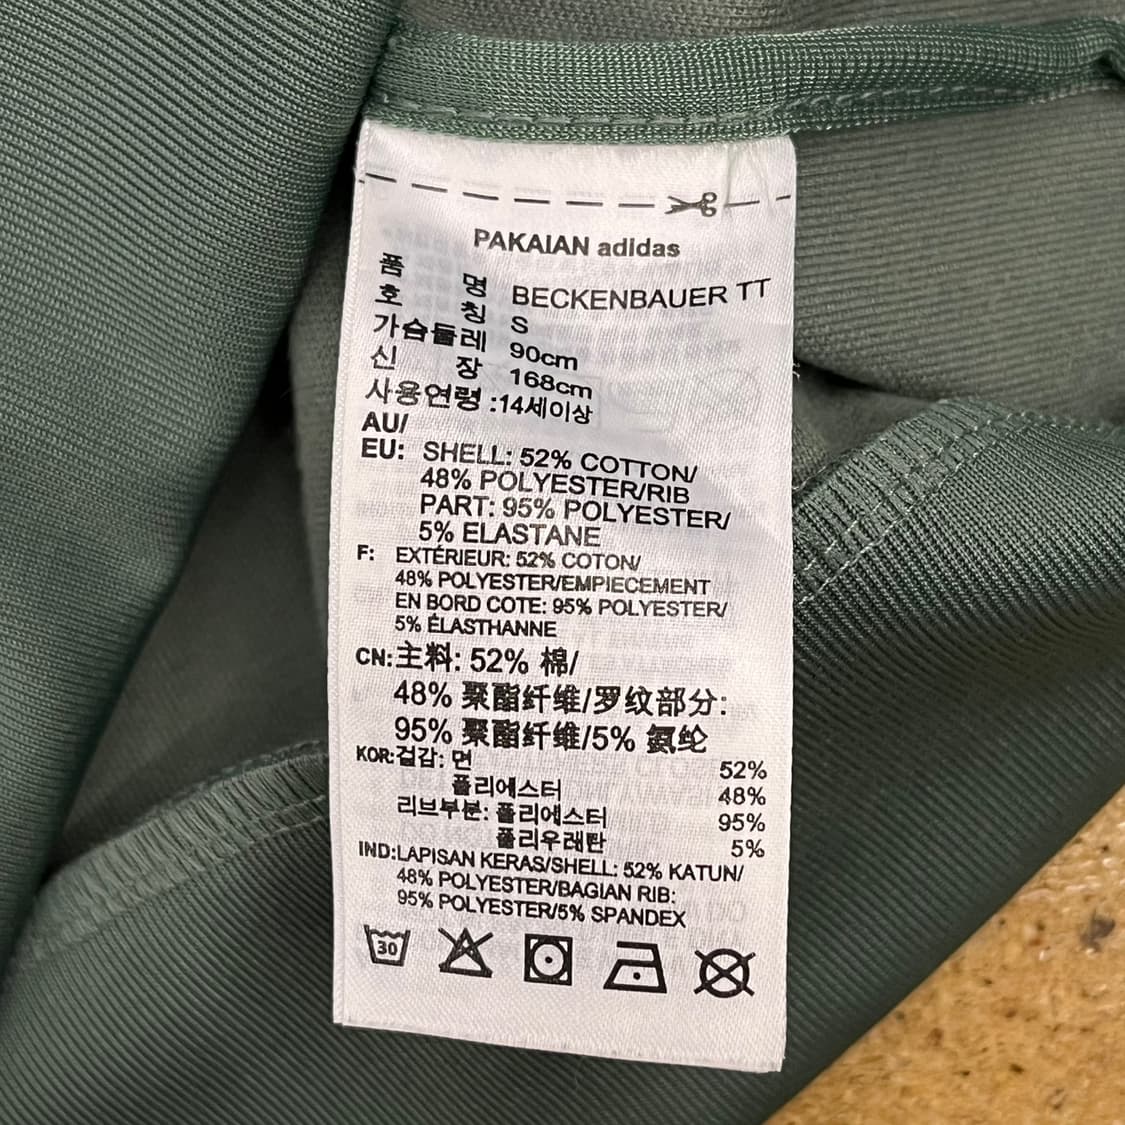 PAKAIAN adidas
품 명 BECKENBAUER TT
호 칭 S
가슴둘레 90cm
신 장 168cm
사용연령 :14세이상
AU/
EU: SHELL: 52% COTTON/
48% POLYESTER/RIB
PART: 95% POLYESTER/
5% ELASTANE
F: EXTÉRIEUR: 52% COTON/
48% POLYESTER/EMPIECEMENT
EN BORD COTE: 95% POLYESTER/
5% ÉLASTHANNE
CN:主料: 52% 棉/
48% 聚酯纤维/罗纹部分:
95% 聚酯纤维/5% 氨纶
KOR:겉감: 면 52%
폴리에스터 48%
리브부분: 폴리에스터 95%
폴리우레탄 5%
IND:LAPISAN KERAS/SHELL: 52% KATUN/
48% POLYESTER/BAGIAN RIB:
95% POLYESTER/5% SPANDEX
30